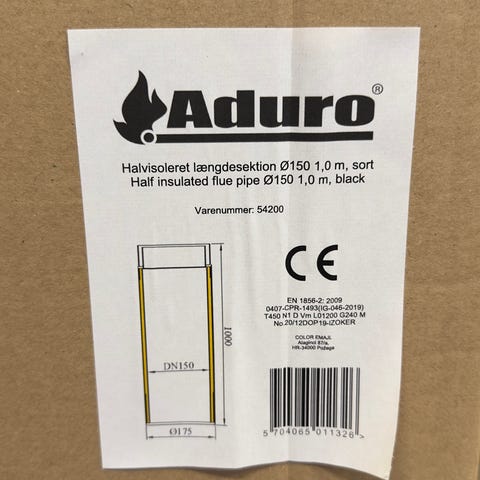 Aduro®
Halvisoleret længdesektion Ø150 1,0 m, sort
Half insulated flue pipe Ø150 1,0 m, black
Varenummer: 54200
EN 1856-2; 2009
0407-CPR-1493(IG-046-2019)
T450 N1 D Vm L01200 G240 M
No.20/12DOP19-IZOKER
COLOR EMAJL
Alaginci 87/a,
HR-34000 Požega
1000
DN150
Ø175
5 704065 011326 >